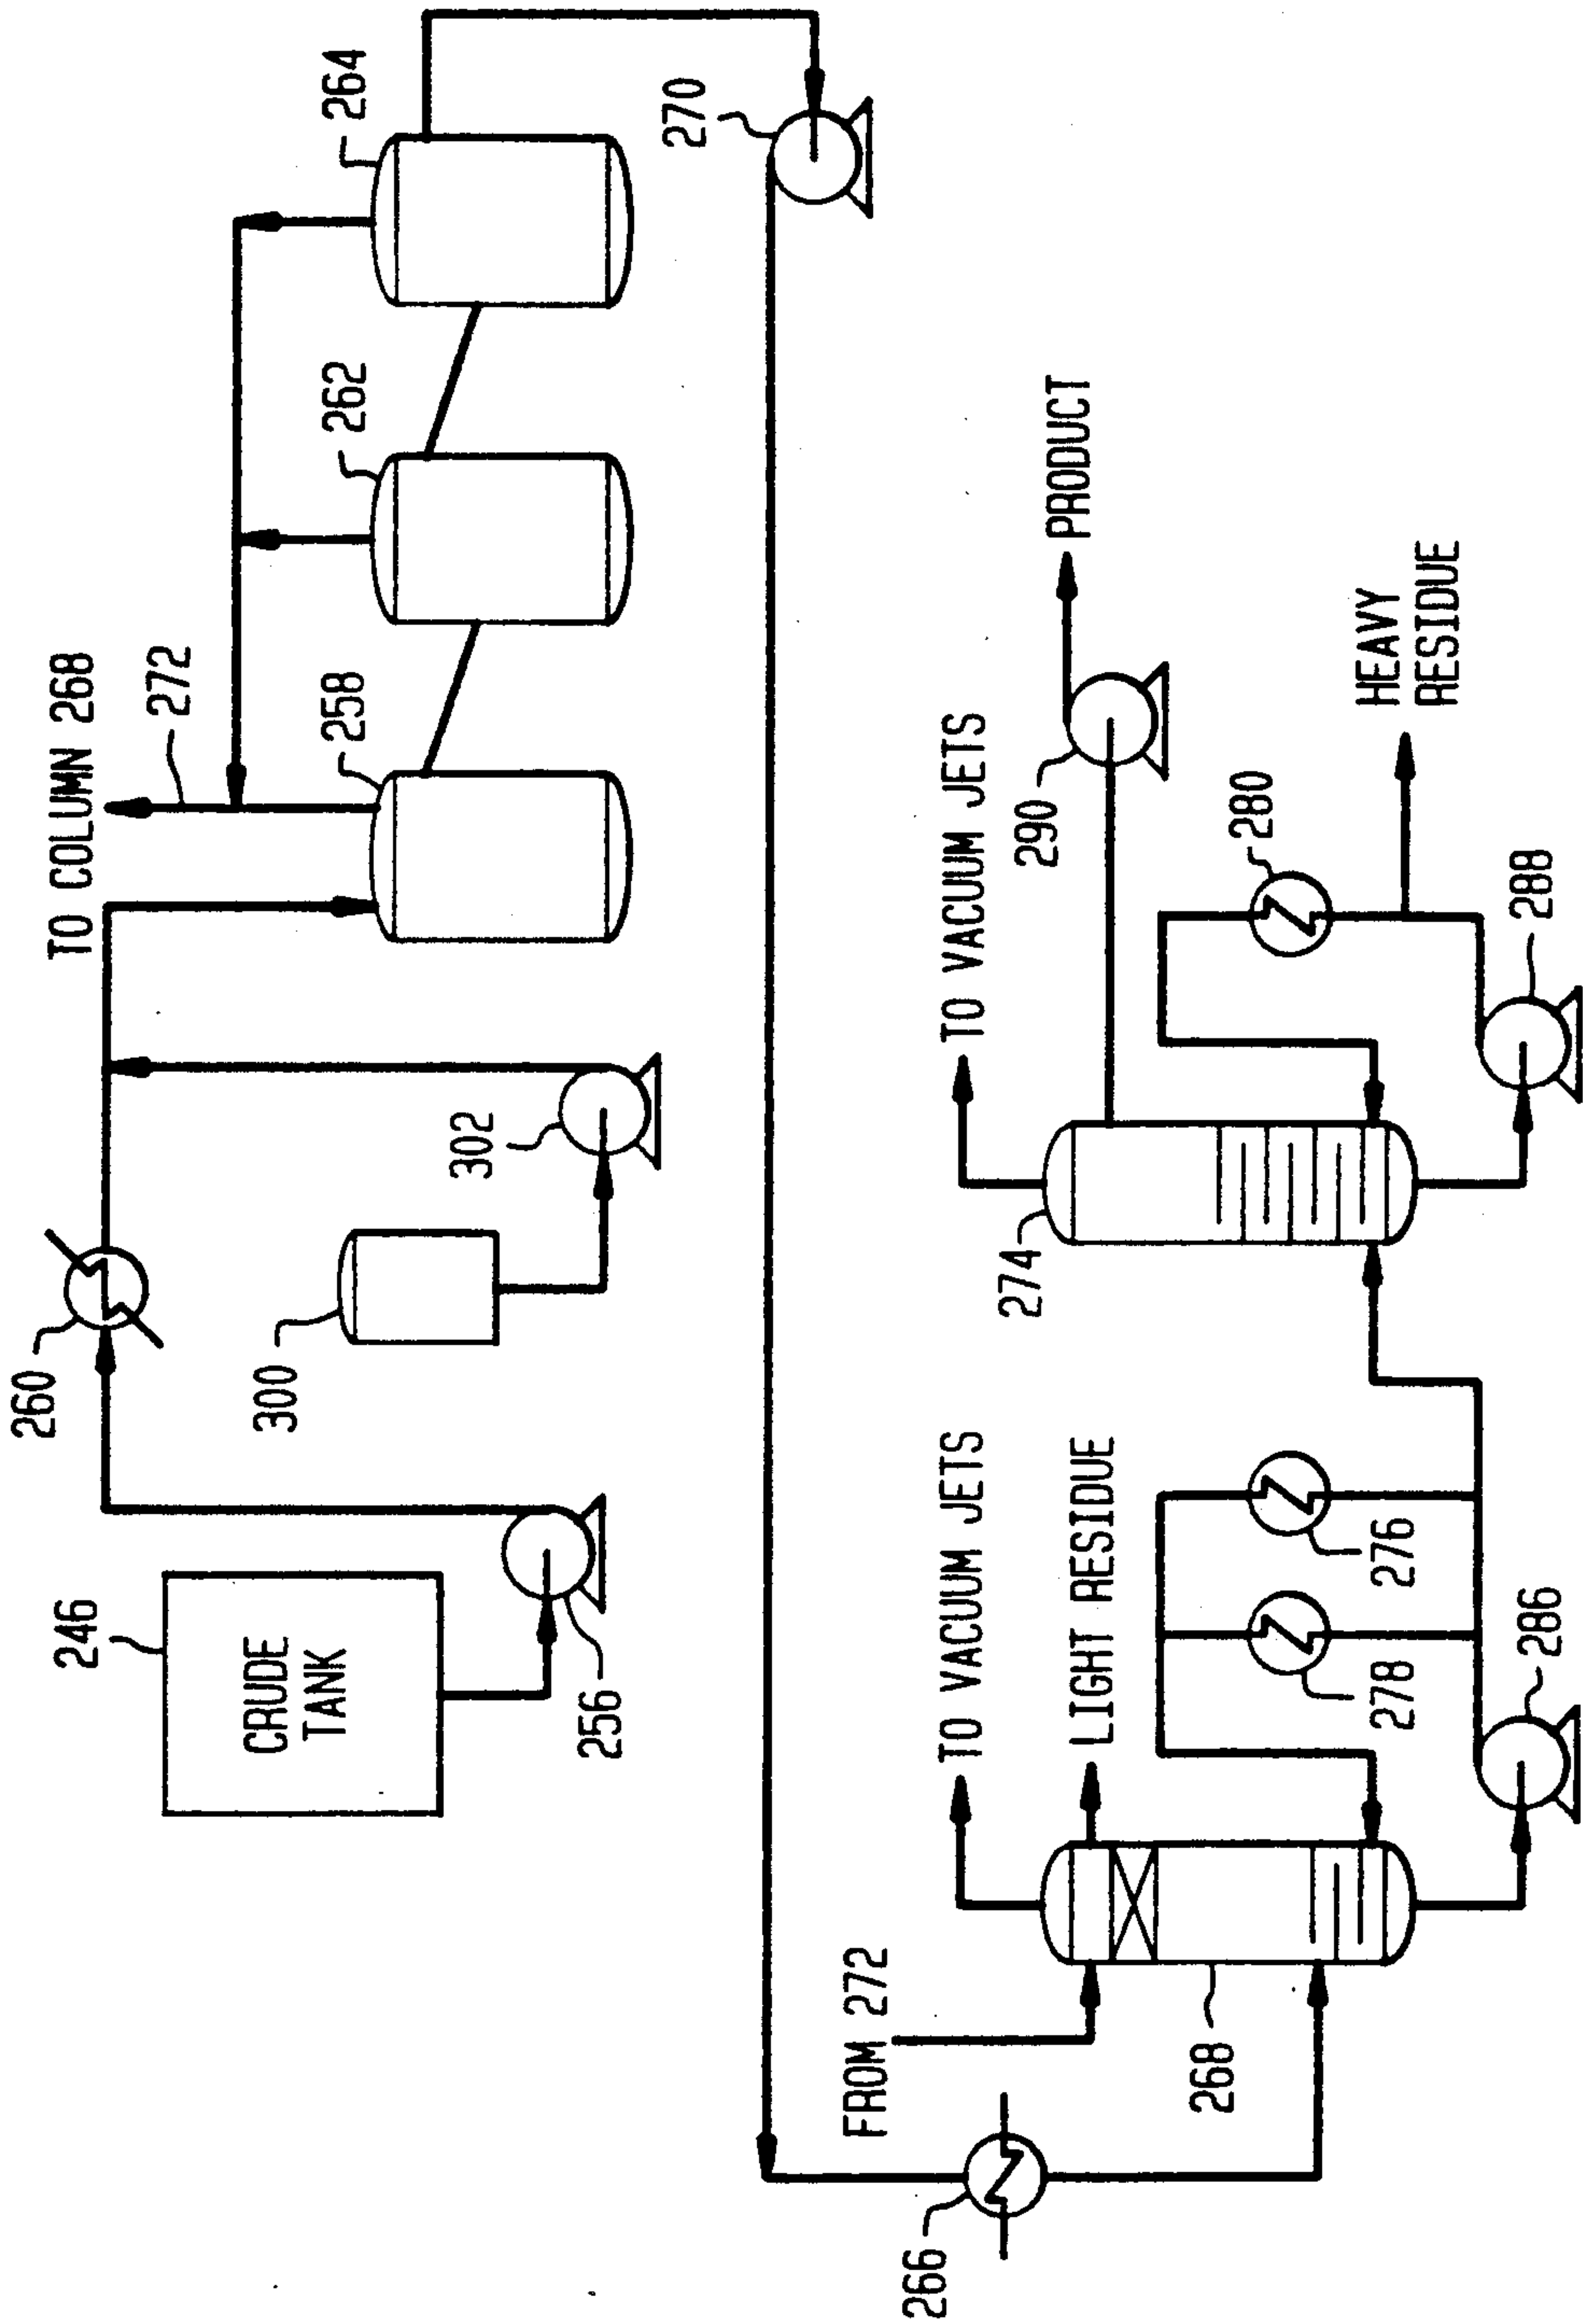 246
CRUDE
TANK
256
260
300
302
TO COLUMN 268
272
258
262
264
270
266
FROM 272
268
TO VACUUM JETS
LIGHT RESIDUE
278
276
286
274
TO VACUUM JETS
290
PRODUCT
280
288
HEAVY
RESIDUE